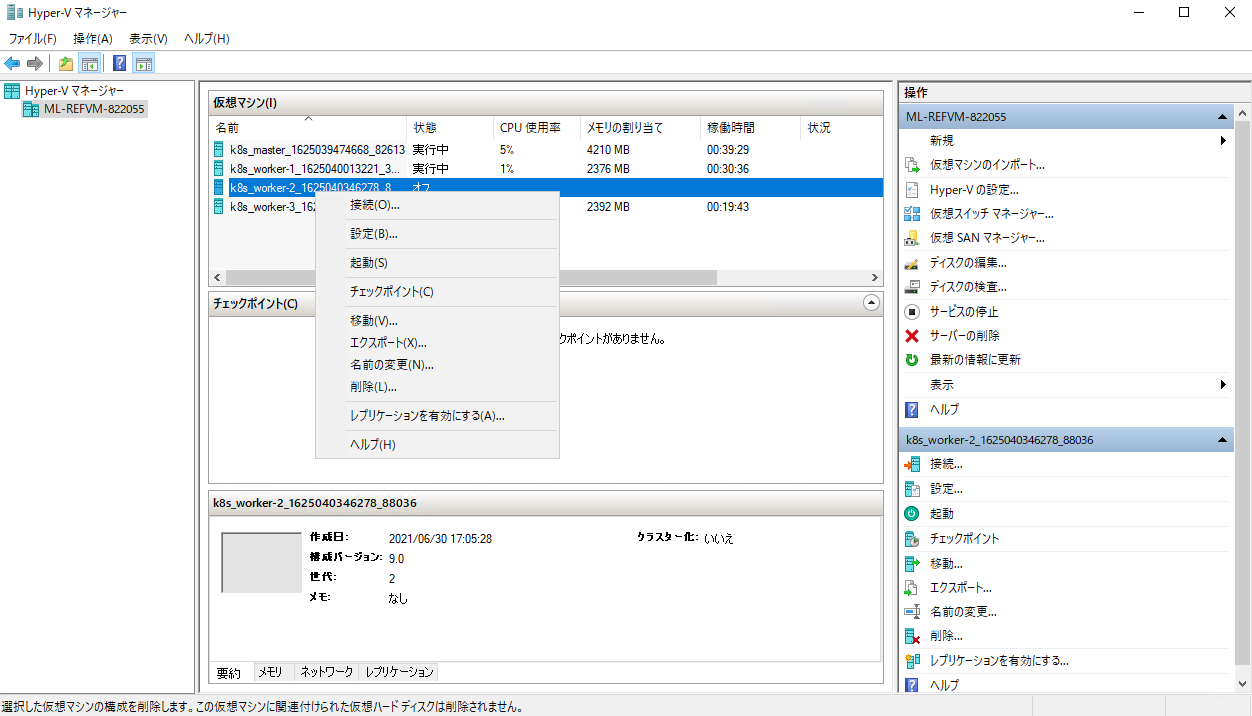 Hyper-V マネージャー
ファイル(F) 操作(A) 表示(V) ヘルプ(H)
Hyper-V マネージャー
ML-REFVM-822055
仮想マシン(I)
名前 状態 CPU 使用率 メモリの割り当て 稼働時間 状況
k8s_master_1625039474668_82613 実行中 5% 4210 MB 00:39:29
k8s_worker-1_1625040013221_3... 実行中 1% 2376 MB 00:30:36
k8s_worker-2_1625040346278_8 オフ
k8s_worker-3_162 2392 MB 00:19:43
接続(O)...
設定(B)...
起動(S)
チェックポイント(C)
移動(V)...
エクスポート(X)...
名前の変更(N)...
削除(L)...
レプリケーションを有効にする(A)...
ヘルプ(H)
チェックポイント(C)
クポイントがありません。
k8s_worker-2_1625040346278_88036
作成日: 2021/06/30 17:05:28 クラスター化: いいえ
構成バージョン: 9.0
世代: 2
メモ: なし
要約 メモリ ネットワーク レプリケーション
操作
ML-REFVM-822055
新規
仮想マシンのインポート...
Hyper-V の設定...
仮想スイッチ マネージャー...
仮想 SAN マネージャー...
ディスクの編集...
ディスクの検査...
サービスの停止
サーバーの削除
最新の情報に更新
表示
ヘルプ
k8s_worker-2_1625040346278_88036
接続...
設定...
起動
チェックポイント
移動...
エクスポート...
名前の変更...
削除...
レプリケーションを有効にする...
ヘルプ
選択した仮想マシンの構成を削除します。この仮想マシンに関連付けられた仮想ハード ディスクは削除されません。